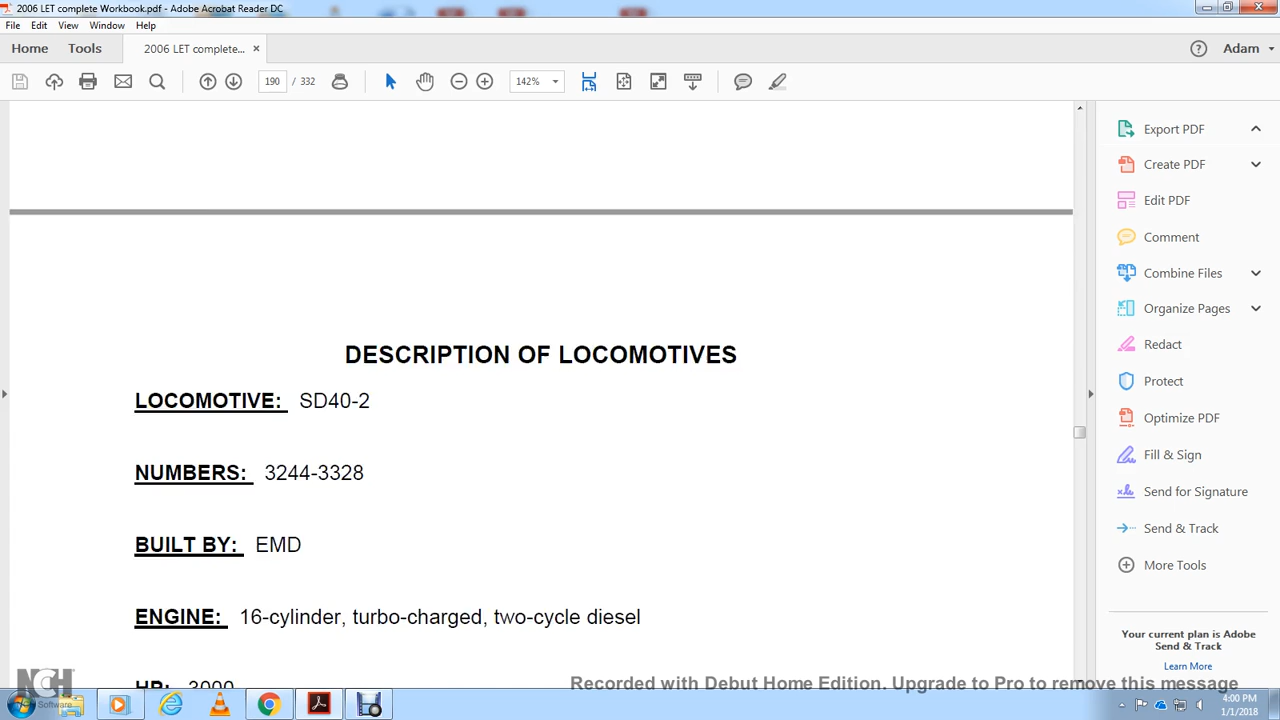 2006 LET complete Workbook.pdf - Adobe Acrobat Reader DC
File Edit View Window Help
Home Tools 2006 LET complete... × Adam
190 / 332 142%
Export PDF
Create PDF
Edit PDF
Comment
Combine Files
Organize Pages
Redact
Protect
Optimize PDF
Fill & Sign
Send for Signature
Send & Track
More Tools
Your current plan is Adobe
Send & Track
Learn More
DESCRIPTION OF LOCOMOTIVES
LOCOMOTIVE: SD40-2
NUMBERS: 3244-3328
BUILT BY: EMD
ENGINE: 16-cylinder, turbo-charged, two-cycle diesel
HP: 3000
NCH
Software
Recorded with Debut Home Edition. Upgrade to Pro to remove this message
4:00 PM
1/1/2018